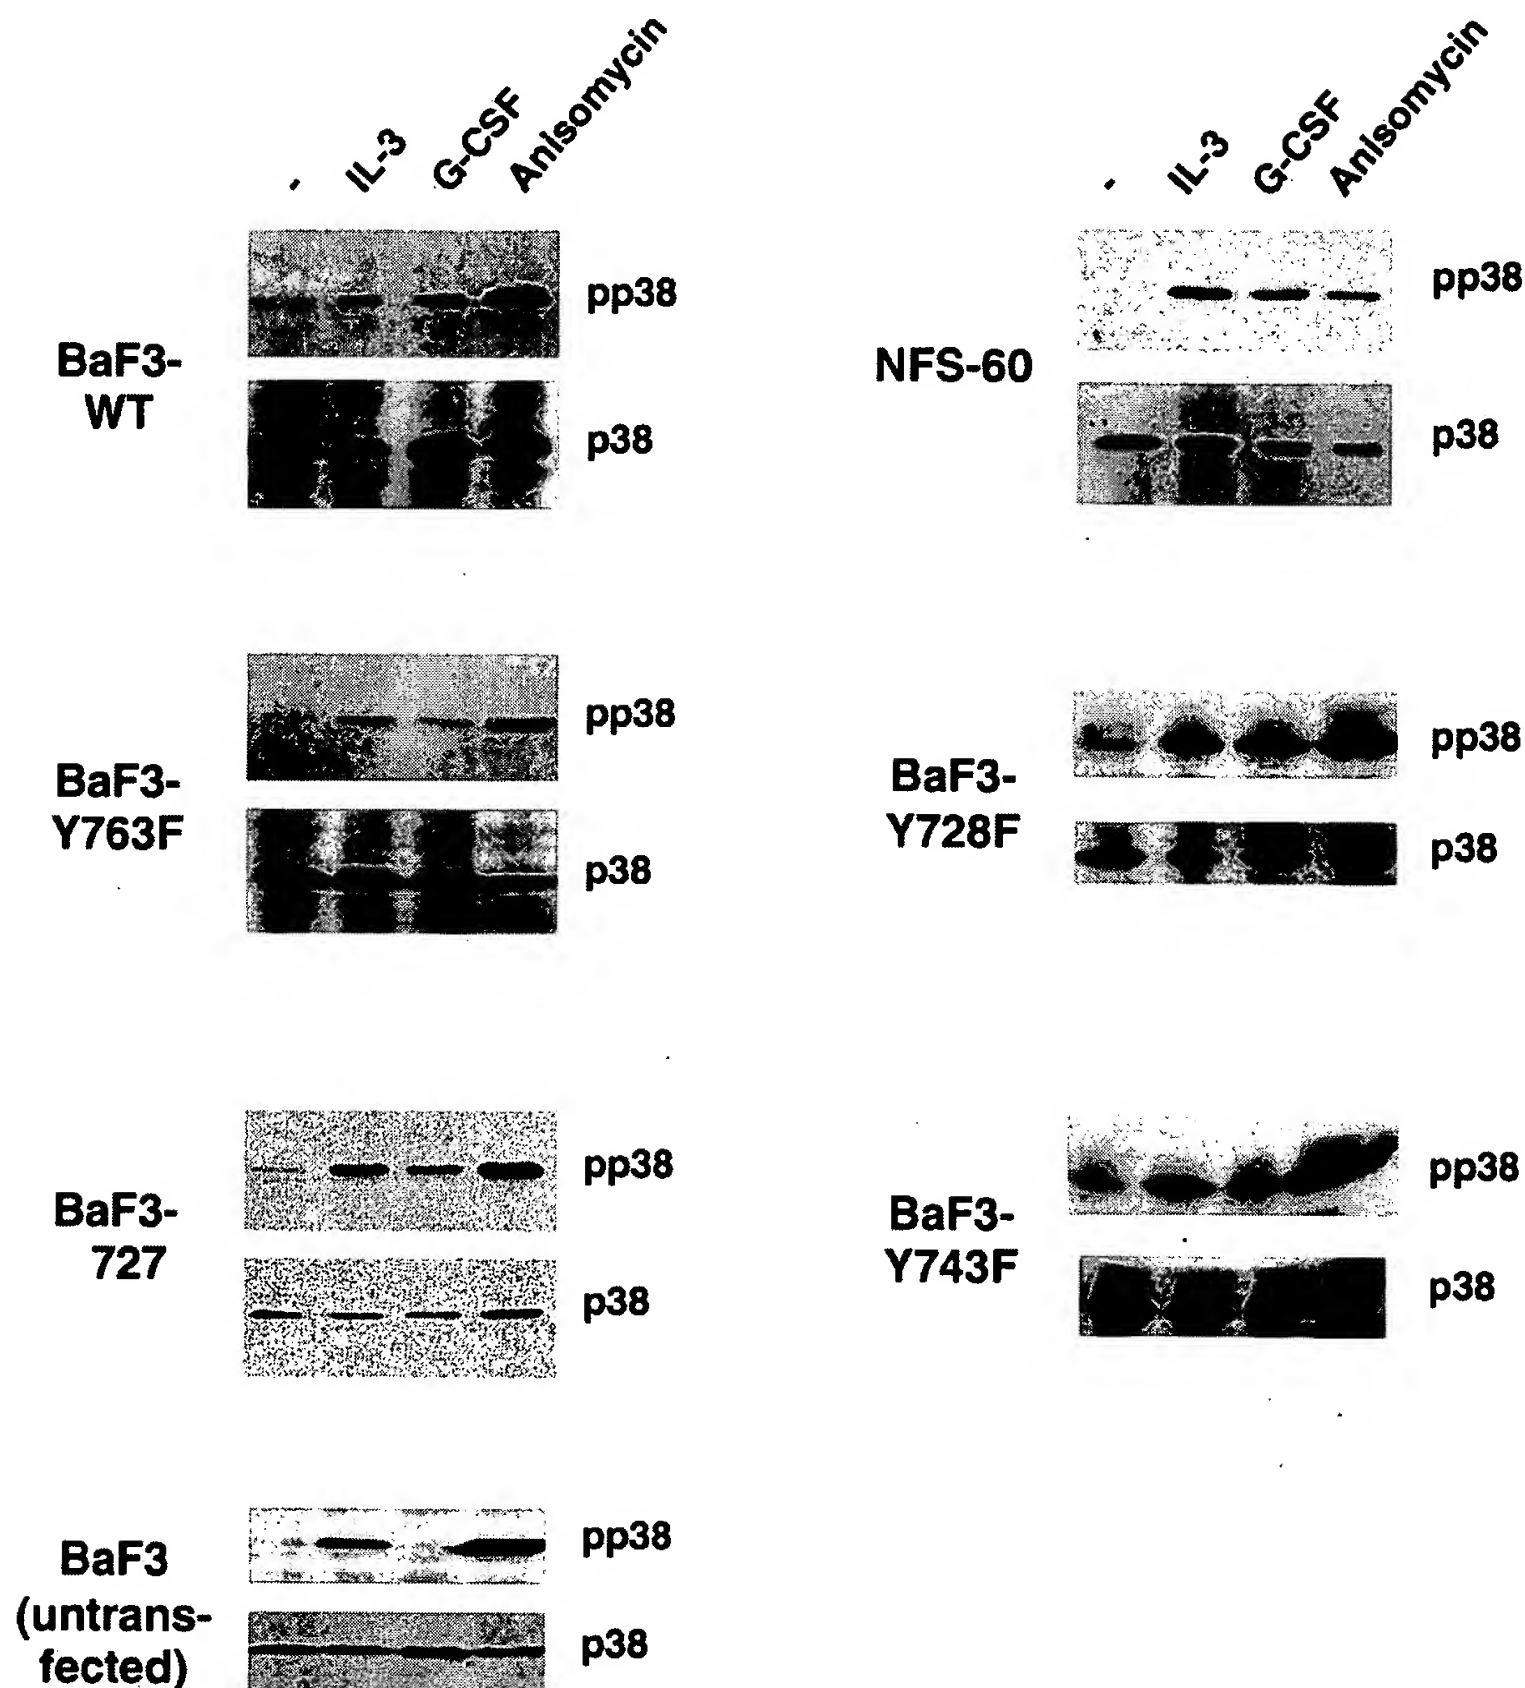 - IL-3 G-CSF Anisomycin
BaF3-
WT
pp38
p38
BaF3-
Y763F
pp38
p38
BaF3-
727
pp38
p38
BaF3
(untrans-
fected)
pp38
p38
- IL-3 G-CSF Anisomycin
NFS-60
pp38
p38
BaF3-
Y728F
pp38
p38
BaF3-
Y743F
pp38
p38